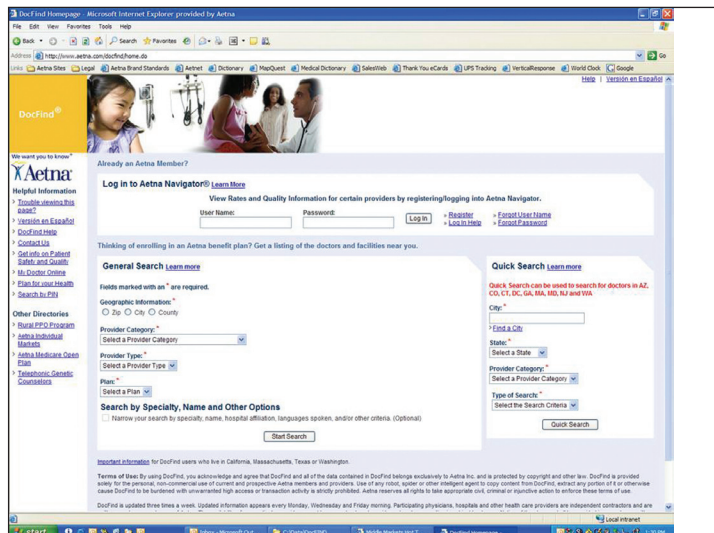 DocFind Homepage - Microsoft Internet Explorer provided by Aetna
File Edit View Favorites Tools Help
Back Search Favorites
Address http://www.aetna.com/docfind/home.do Go
Links Aetna Sites Legal Aetna Brand Standards Aetnet Dictionary MapQuest Medical Dictionary SalesWeb Thank You eCards UPS Tracking VerticalResponse World Clock Google
Help | Versión en Español
DocFind®
We want you to know®
Aetna®
Helpful Information
> Trouble viewing this page?
> Versión en Español
> DocFind Help
> Contact Us
> Get info on Patient Safety and Quality
> My Doctor Online
> Plan for your Health
> Search by PIN
Other Directories
> Rural PPO Program
> Aetna Individual Markets
> Aetna Medicare Open Plan
> Telephonic Genetic Counselors
Already an Aetna Member?
Log in to Aetna Navigator® Learn More
View Rates and Quality Information for certain providers by registering/logging into Aetna Navigator.
User Name: Password: Log In » Register » Forgot User Name
» Log In Help » Forgot Password
Thinking of enrolling in an Aetna benefit plan? Get a listing of the doctors and facilities near you.
General Search Learn more
Fields marked with an * are required.
Geographic Information: *
Zip City County
Provider Category: *
Select a Provider Category
Provider Type: *
Select a Provider Type
Plan: *
Select a Plan
Search by Specialty, Name and Other Options
Narrow your search by specialty, name, hospital affiliation, languages spoken, and/or other criteria. (Optional)
Start Search
Quick Search Learn more
Quick Search can be used to search for doctors in AZ,
CO, CT, DC, GA, MA, MD, NJ and WA
City: *
> Find a City
State: *
Select a State
Provider Category: *
Select a Provider Category
Type of Search: *
Select the Search Criteria
Quick Search
Important information for DocFind users who live in California, Massachusetts, Texas or Washington.
Terms of Use: By using DocFind, you acknowledge and agree that DocFind and all of the data contained in DocFind belongs exclusively to Aetna Inc. and is protected by copyright and other law. DocFind is provided
solely for the personal, non-commercial use of current and prospective Aetna members and providers. Use of any robot, spider or other intelligent agent to copy content from DocFind, extract any portion of it or otherwise
cause DocFind to be burdened with unwarranted high access or transaction activity is strictly prohibited. Aetna reserves all rights to take appropriate civil, criminal or injunctive action to enforce these terms of use.
DocFind is updated three times a week. Updated information appears every Monday, Wednesday and Friday morning. Participating physicians, hospitals and other health care providers are independent contractors and are
Local intranet
start